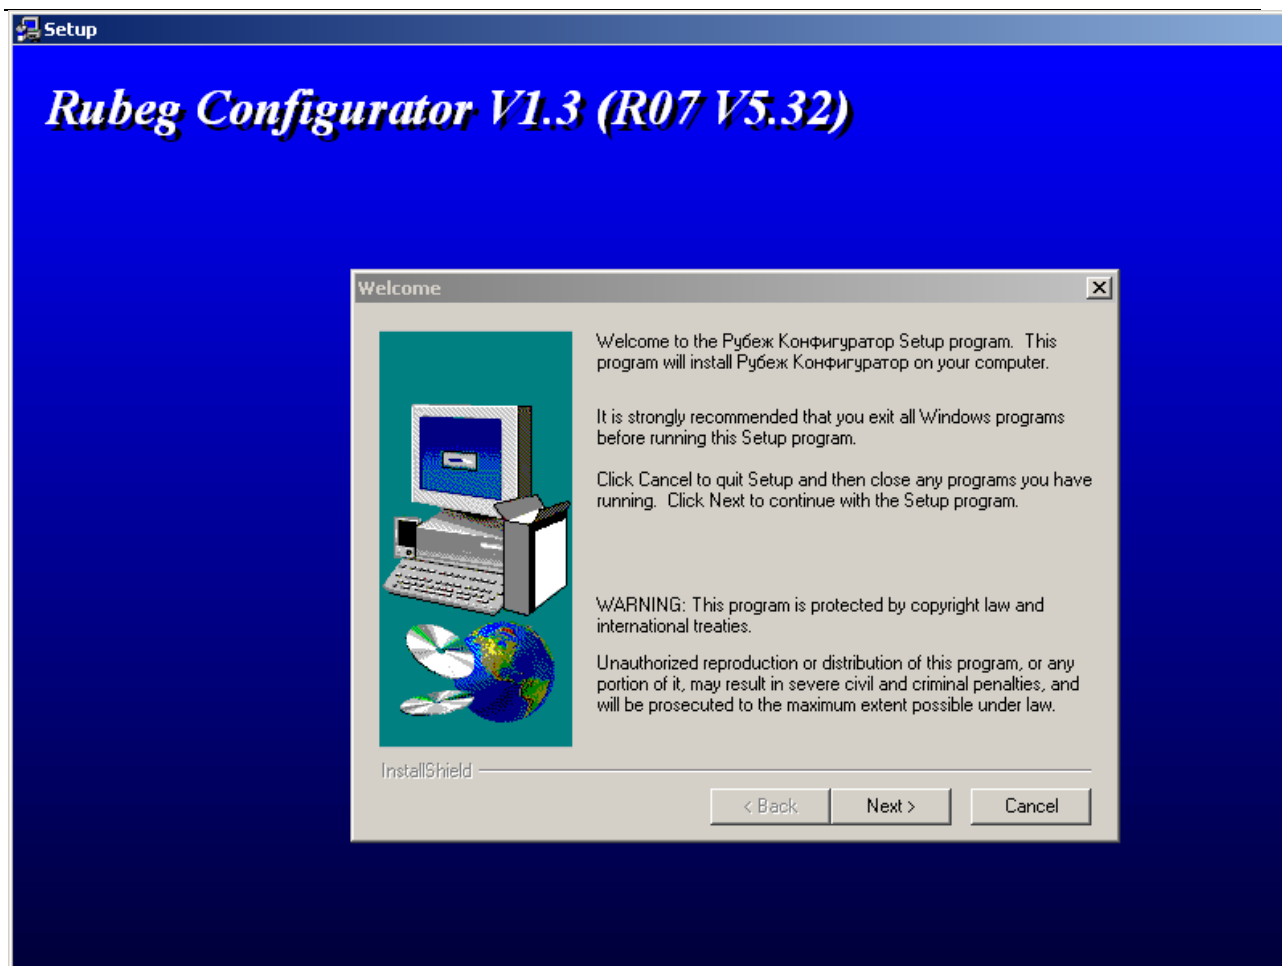 Setup
Rubeg Configurator V1.3 (R07 V5.32)
Welcome
Welcome to the Рубеж Конфигуратор Setup program.  This
program will install Рубеж Конфигуратор on your computer.
It is strongly recommended that you exit all Windows programs
before running this Setup program.
Click Cancel to quit Setup and then close any programs you have
running.  Click Next to continue with the Setup program.
WARNING: This program is protected by copyright law and
international treaties.
Unauthorized reproduction or distribution of this program, or any
portion of it, may result in severe civil and criminal penalties, and
will be prosecuted to the maximum extent possible under law.
InstallShield
< Back
Next >
Cancel